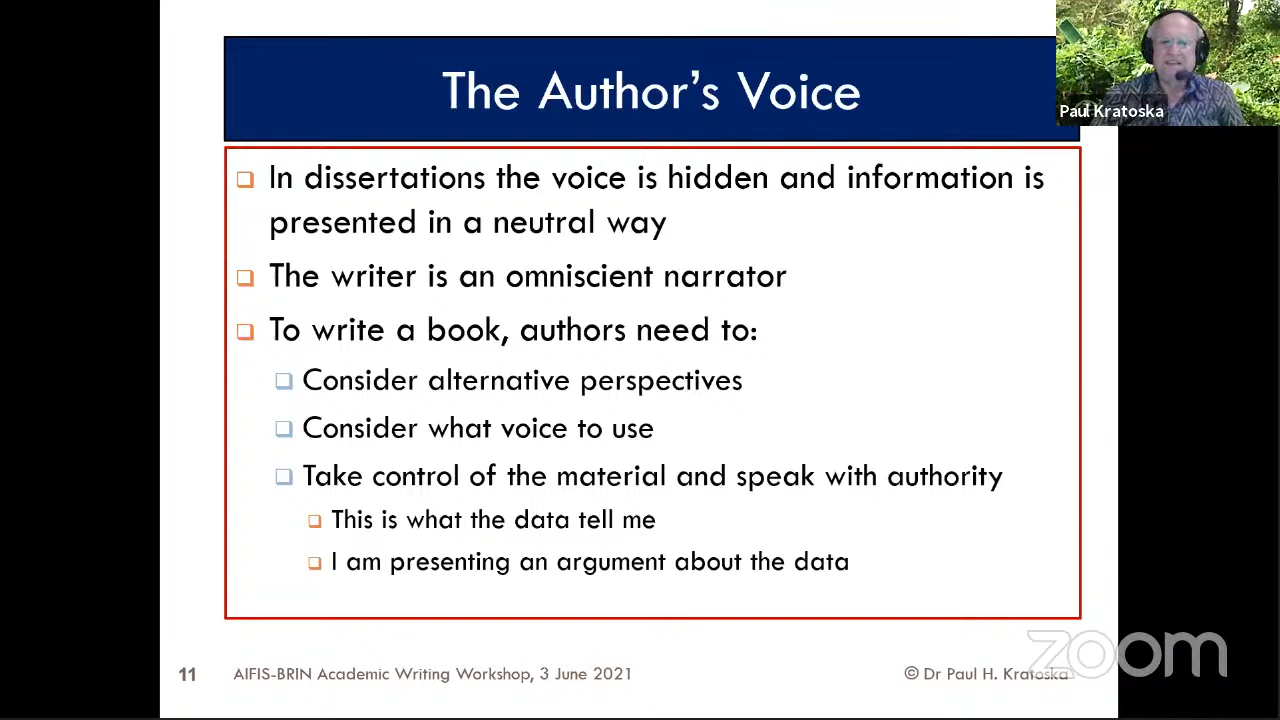 The Author’s Voice
Paul Kratoska
In dissertations the voice is hidden and information is
presented in a neutral way
The writer is an omniscient narrator
To write a book, authors need to:
Consider alternative perspectives
Consider what voice to use
Take control of the material and speak with authority
This is what the data tell me
I am presenting an argument about the data
11 AIFIS-BRIN Academic Writing Workshop, 3 June 2021 © Dr Paul H. Kratoska
zoom